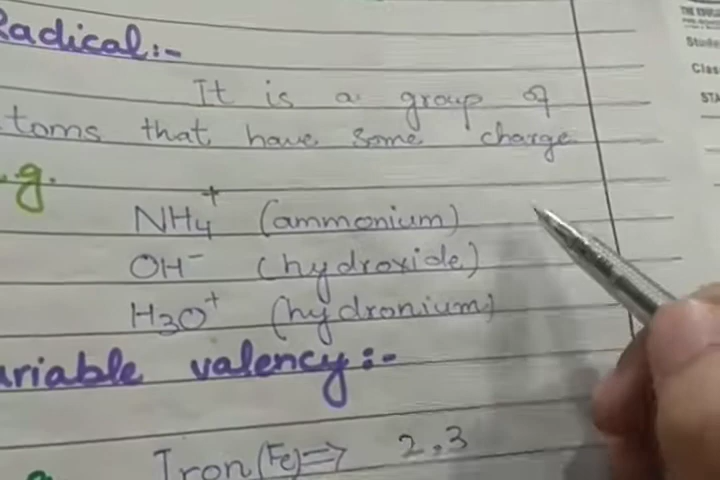 Radical:-
It is a group of
toms that have some charge
.g.
NH4+ (ammonium)
OH- (hydroxide)
H3O+ (hydronium)
ariable valency:-
Iron (Fe) => 2,3